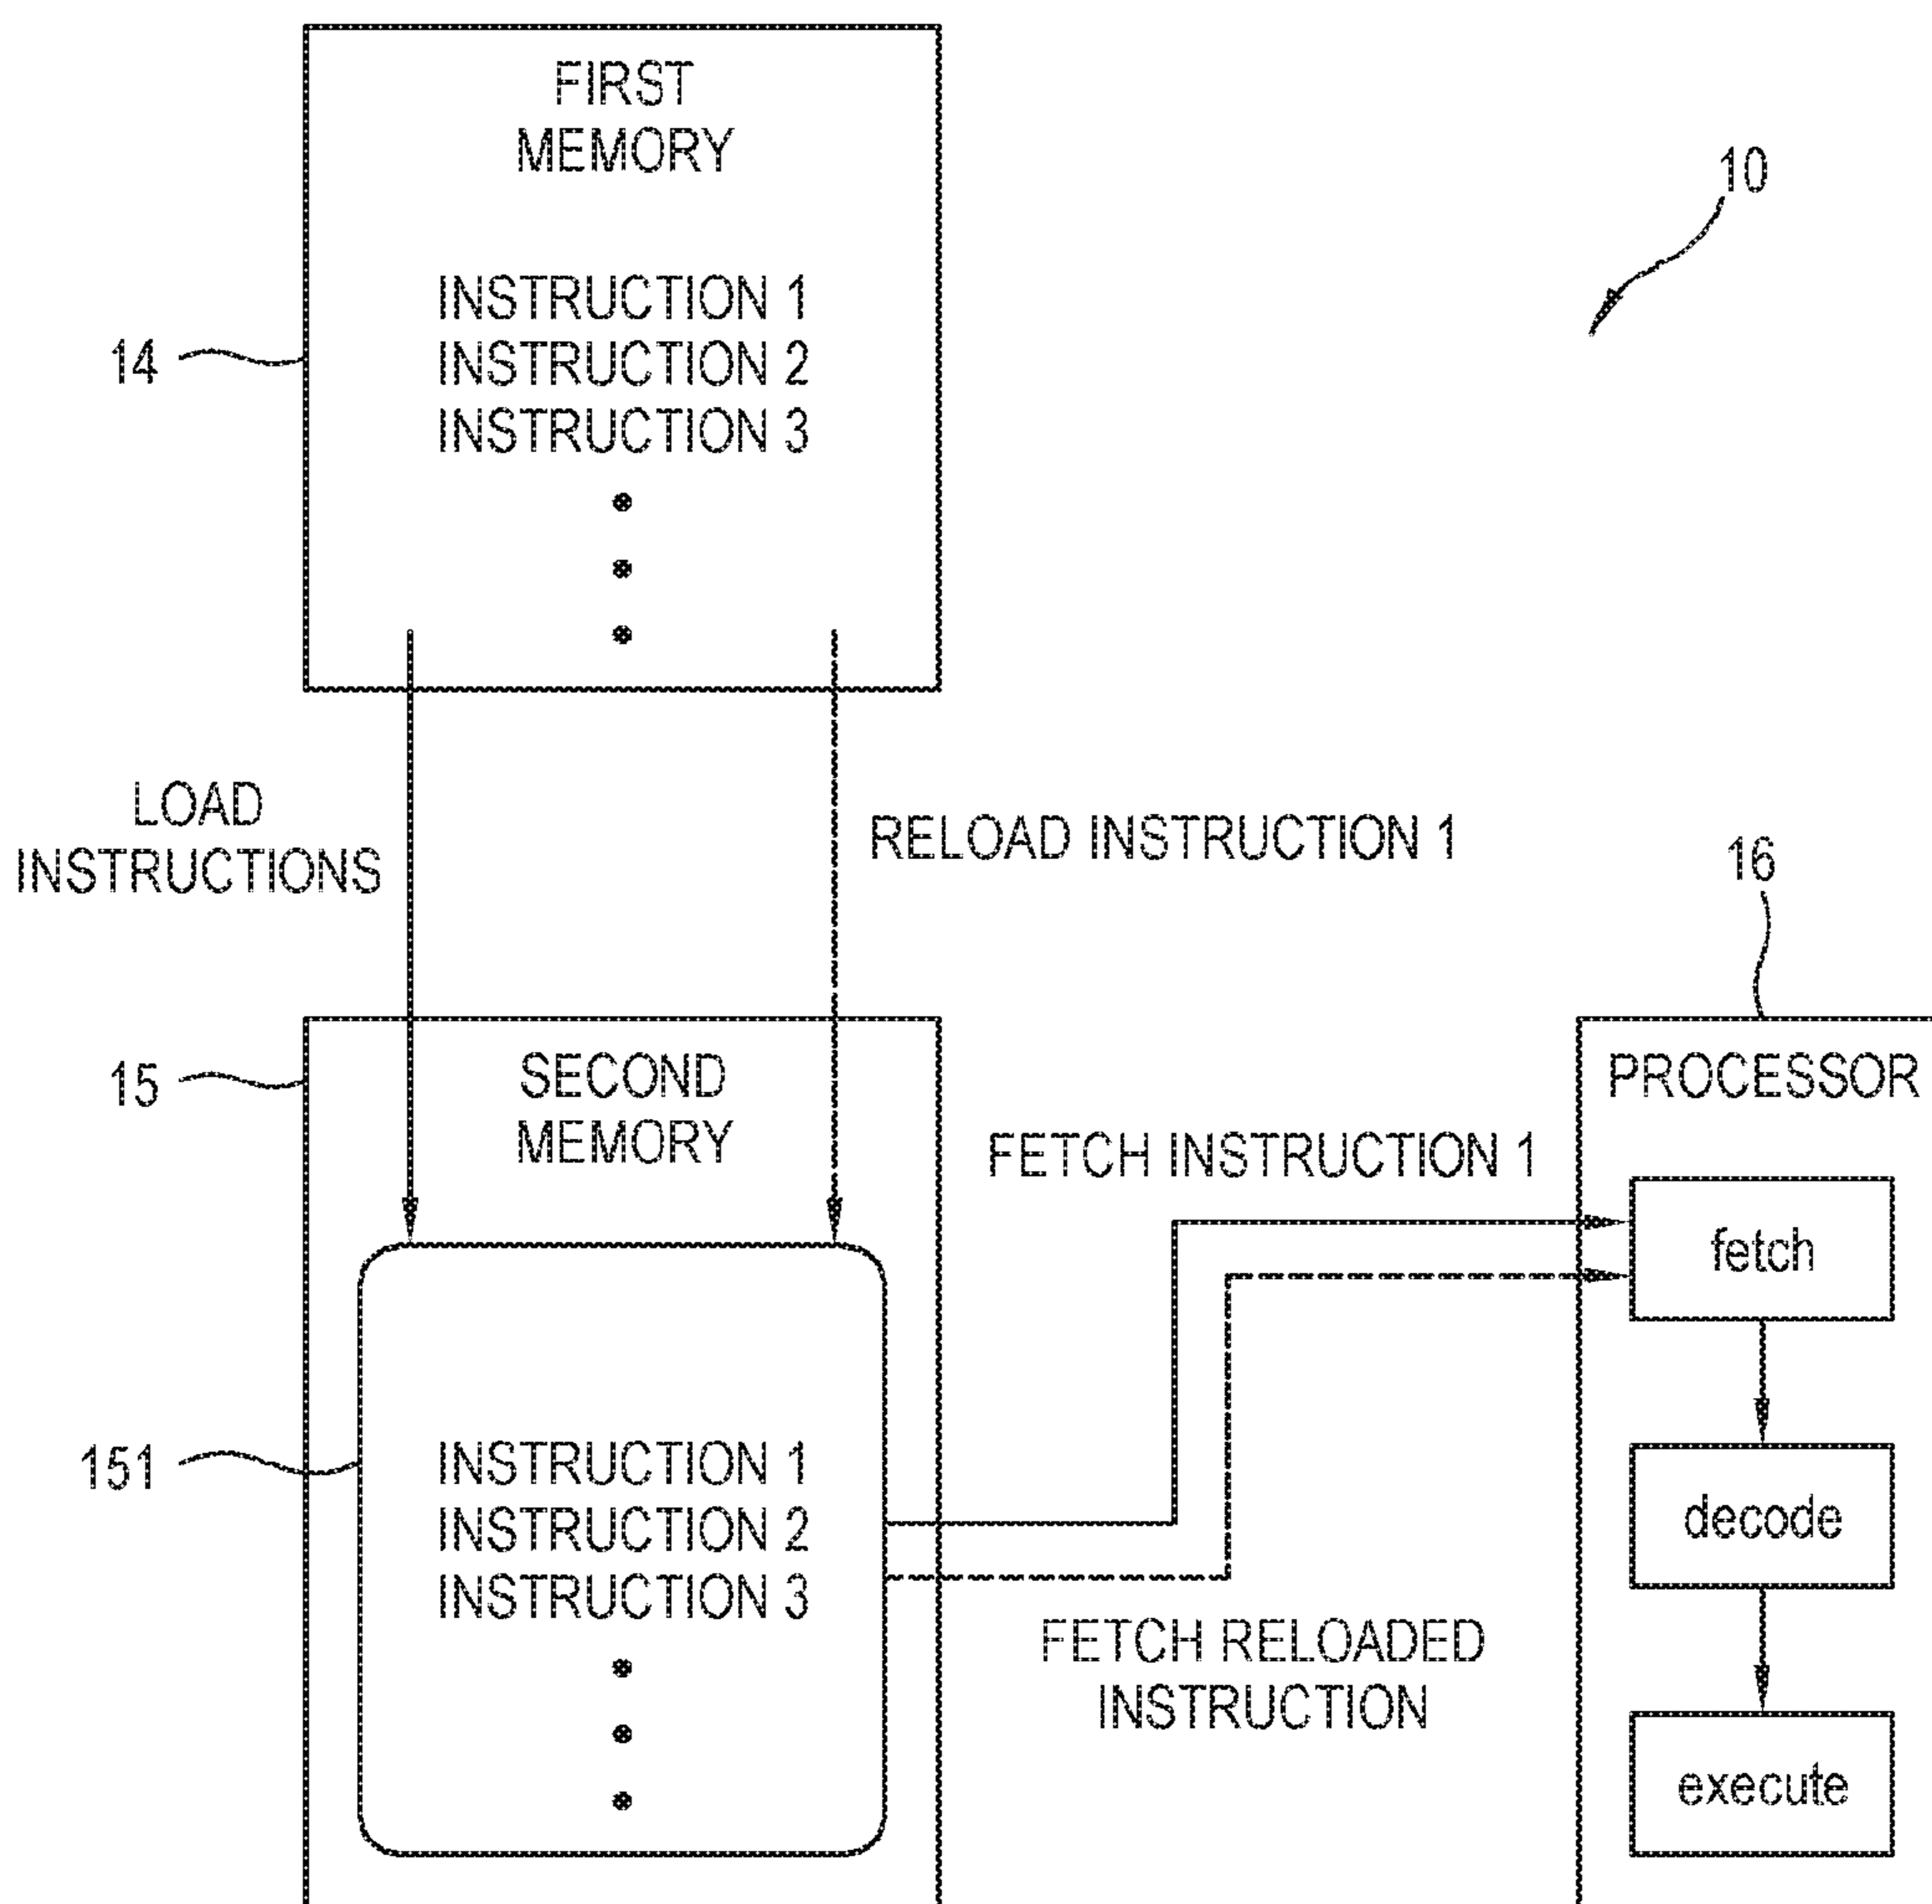 FIRST
MEMORY
10
INSTRUCTION 1
14
INSTRUCTION 2
INSTRUCTION 3
LOAD
INSTRUCTIONS
RELOAD INSTRUCTION 1
16
15
SECOND
MEMORY
PROCESSOR
FETCH INSTRUCTION 1
fetch
151
INSTRUCTION 1
INSTRUCTION 2
INSTRUCTION 3
decode
FETCH RELOADED
INSTRUCTION
execute